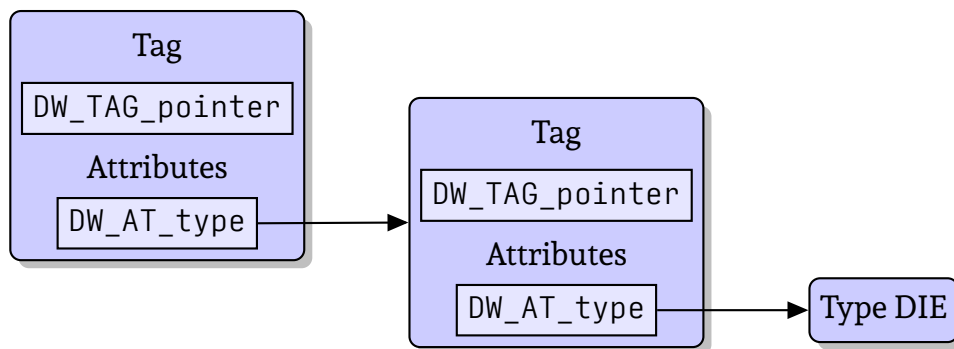 Tag
DW_TAG_pointer
Attributes
DW_AT_type
Tag
DW_TAG_pointer
Attributes
DW_AT_type
Type DIE